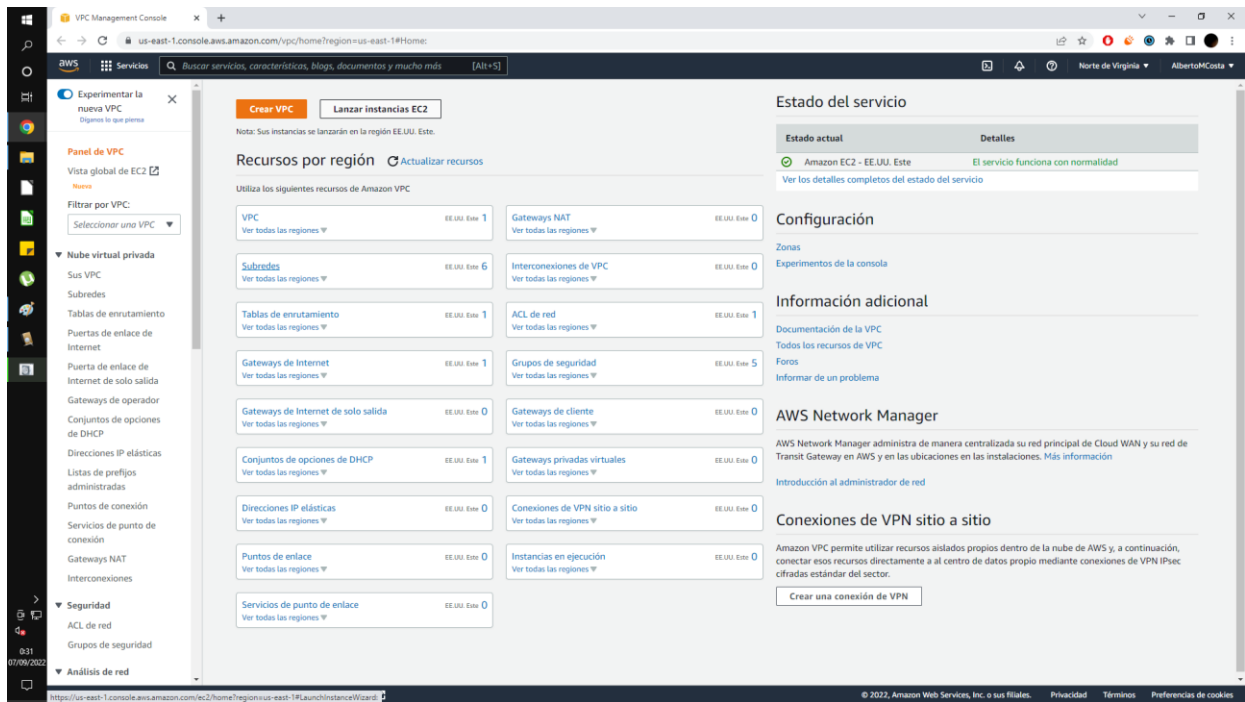 VPC Management Console
us-east-1.console.aws.amazon.com/vpc/home?region=us-east-1#Home:
aws
Servicios
Buscar servicios, características, blogs, documentos y mucho más [Alt+S]
Norte de Virginia
AlbertoMCosta
Experimentar la
nueva VPC
Díganos lo que piensa
Panel de VPC
Vista global de EC2
Nuevo
Filtrar por VPC:
Seleccionar una VPC
Nube virtual privada
Sus VPC
Subredes
Tablas de enrutamiento
Puertas de enlace de
Internet
Puerta de enlace de
Internet de solo salida
Gateways de operador
Conjuntos de opciones
de DHCP
Direcciones IP elásticas
Listas de prefijos
administradas
Puntos de conexión
Servicios de punto de
conexión
Gateways NAT
Interconexiones
Seguridad
ACL de red
Grupos de seguridad
Análisis de red
Crear VPC
Lanzar instancias EC2
Nota: Sus instancias se lanzarán en la región EE.UU. Este.
Recursos por región
Actualizar recursos
Utiliza los siguientes recursos de Amazon VPC
VPC EE.UU. Este 1
Ver todas las regiones
Gateways NAT EE.UU. Este 0
Ver todas las regiones
Subredes EE.UU. Este 6
Ver todas las regiones
Interconexiones de VPC EE.UU. Este 0
Ver todas las regiones
Tablas de enrutamiento EE.UU. Este 1
Ver todas las regiones
ACL de red EE.UU. Este 1
Ver todas las regiones
Gateways de Internet EE.UU. Este 1
Ver todas las regiones
Grupos de seguridad EE.UU. Este 5
Ver todas las regiones
Gateways de Internet de solo salida EE.UU. Este 0
Ver todas las regiones
Gateways de cliente EE.UU. Este 0
Ver todas las regiones
Conjuntos de opciones de DHCP EE.UU. Este 1
Ver todas las regiones
Gateways privadas virtuales EE.UU. Este 0
Ver todas las regiones
Direcciones IP elásticas EE.UU. Este 0
Ver todas las regiones
Conexiones de VPN sitio a sitio EE.UU. Este 0
Ver todas las regiones
Puntos de enlace EE.UU. Este 0
Ver todas las regiones
Instancias en ejecución EE.UU. Este 0
Ver todas las regiones
Servicios de punto de enlace EE.UU. Este 0
Ver todas las regiones
Estado del servicio
Estado actual Detalles
Amazon EC2 - EE.UU. Este El servicio funciona con normalidad
Ver los detalles completos del estado del servicio
Configuración
Zonas
Experimentos de la consola
Información adicional
Documentación de la VPC
Todos los recursos de VPC
Foros
Informar de un problema
AWS Network Manager
AWS Network Manager administra de manera centralizada su red principal de Cloud WAN y su red de
Transit Gateway en AWS y en las ubicaciones en las instalaciones. Más información
Introducción al administrador de red
Conexiones de VPN sitio a sitio
Amazon VPC permite utilizar recursos aislados propios dentro de la nube de AWS y, a continuación,
conectar esos recursos directamente a al centro de datos propio mediante conexiones de VPN IPsec
cifradas estándar del sector.
Crear una conexión de VPN
0:31
07/09/2022
https://us-east-1.console.aws.amazon.com/ec2/home?region=us-east-1#LaunchInstanceWizard:
© 2022, Amazon Web Services, Inc. o sus filiales. Privacidad Términos Preferencias de cookies